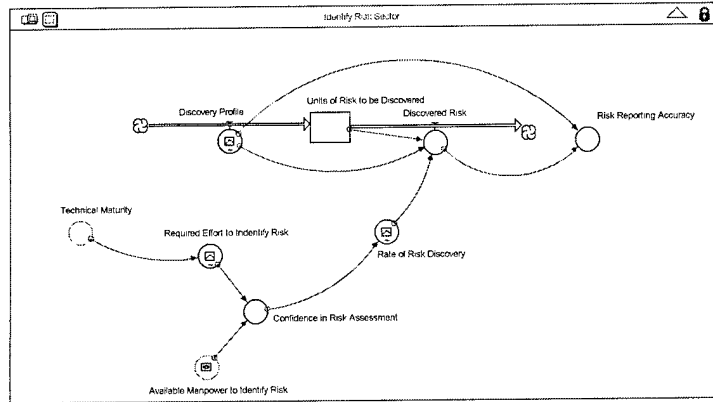 Identify Risk Sector
Units of Risk to be Discovered
Discovery Profile
Discovered Risk
Risk Reporting Accuracy
Technical Maturity
Required Effort to Indentify Risk
Rate of Risk Discovery
Confidence in Risk Assessment
Available Manpower to Identify Risk